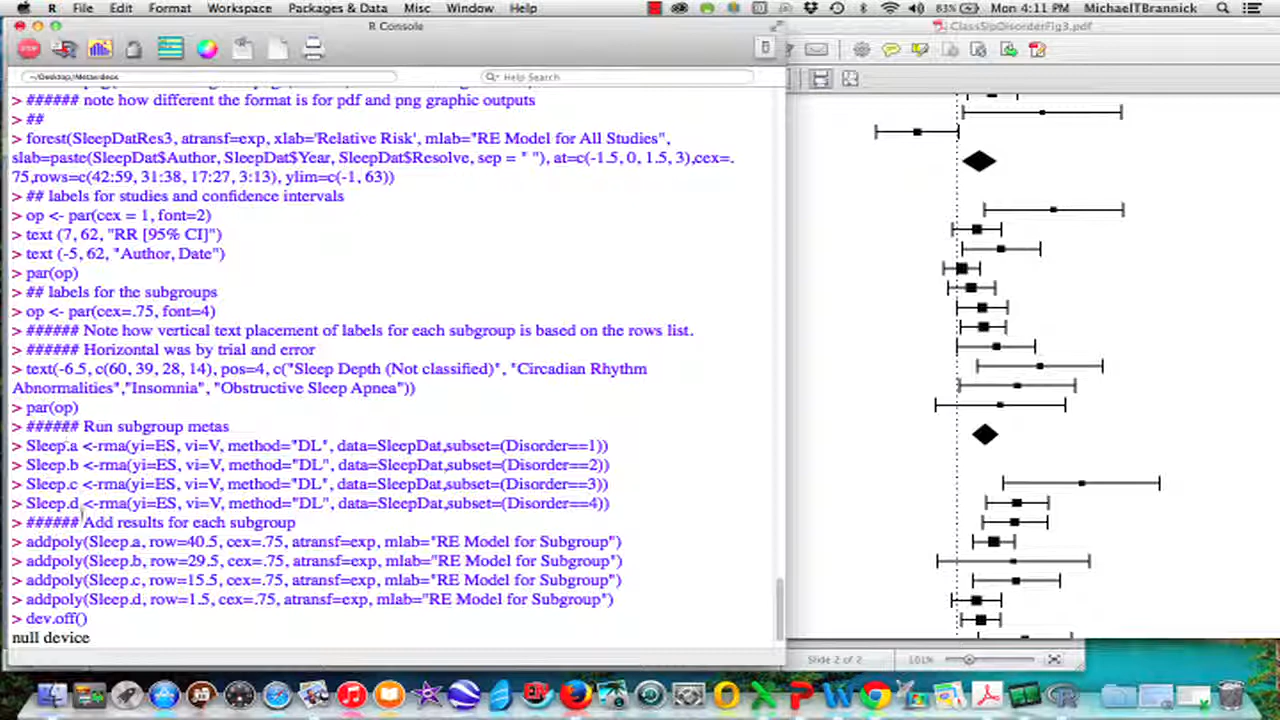 R File Edit Format Workspace Packages & Data Misc Window Help 83% Mon 4:11 PM MichaelTBrannick
R Console
ClassSlpDisorderFig3.pdf
STOP
Help Search
> ###### note how different the format is for pdf and png graphic outputs
> ##
> forest(SleepDatRes3, atransf=exp, xlab='Relative Risk', mlab="RE Model for All Studies",
slab=paste(SleepDat$Author, SleepDat$Year, SleepDat$Resolve, sep = " "), at=c(-1.5, 0, 1.5, 3),cex=.
75,rows=c(42:59, 31:38, 17:27, 3:13), ylim=c(-1, 63))
> ## labels for studies and confidence intervals
> op <- par(cex = 1, font=2)
> text (7, 62, "RR [95% CI]")
> text (-5, 62, "Author, Date")
> par(op)
> ## labels for the subgroups
> op <- par(cex=.75, font=4)
> ###### Note how vertical text placement of labels for each subgroup is based on the rows list.
> ###### Horizontal was by trial and error
> text(-6.5, c(60, 39, 28, 14), pos=4, c("Sleep Depth (Not classified)", "Circadian Rhythm
Abnormalities","Insomnia", "Obstructive Sleep Apnea"))
> par(op)
> ###### Run subgroup metas
> Sleep.a <-rma(yi=ES, vi=V, method="DL", data=SleepDat,subset=(Disorder==1))
> Sleep.b <-rma(yi=ES, vi=V, method="DL", data=SleepDat,subset=(Disorder==2))
> Sleep.c <-rma(yi=ES, vi=V, method="DL", data=SleepDat,subset=(Disorder==3))
> Sleep.d <-rma(yi=ES, vi=V, method="DL", data=SleepDat,subset=(Disorder==4))
> ###### Add results for each subgroup
> addpoly(Sleep.a, row=40.5, cex=.75, atransf=exp, mlab="RE Model for Subgroup")
> addpoly(Sleep.b, row=29.5, cex=.75, atransf=exp, mlab="RE Model for Subgroup")
> addpoly(Sleep.c, row=15.5, cex=.75, atransf=exp, mlab="RE Model for Subgroup")
> addpoly(Sleep.d, row=1.5, cex=.75, atransf=exp, mlab="RE Model for Subgroup")
> dev.off()
null device
Slide 2 of 2 101%